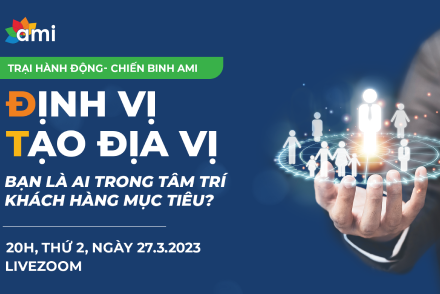 ami
TRẠI HÀNH ĐỘNG- CHIẾN BINH AMI
ĐỊNH VỊ
TẠO ĐỊA VỊ
BẠN LÀ AI TRONG TÂM TRÍ
KHÁCH HÀNG MỤC TIÊU?
20H, THỨ 2, NGÀY 27.3.2023
LIVEZOOM